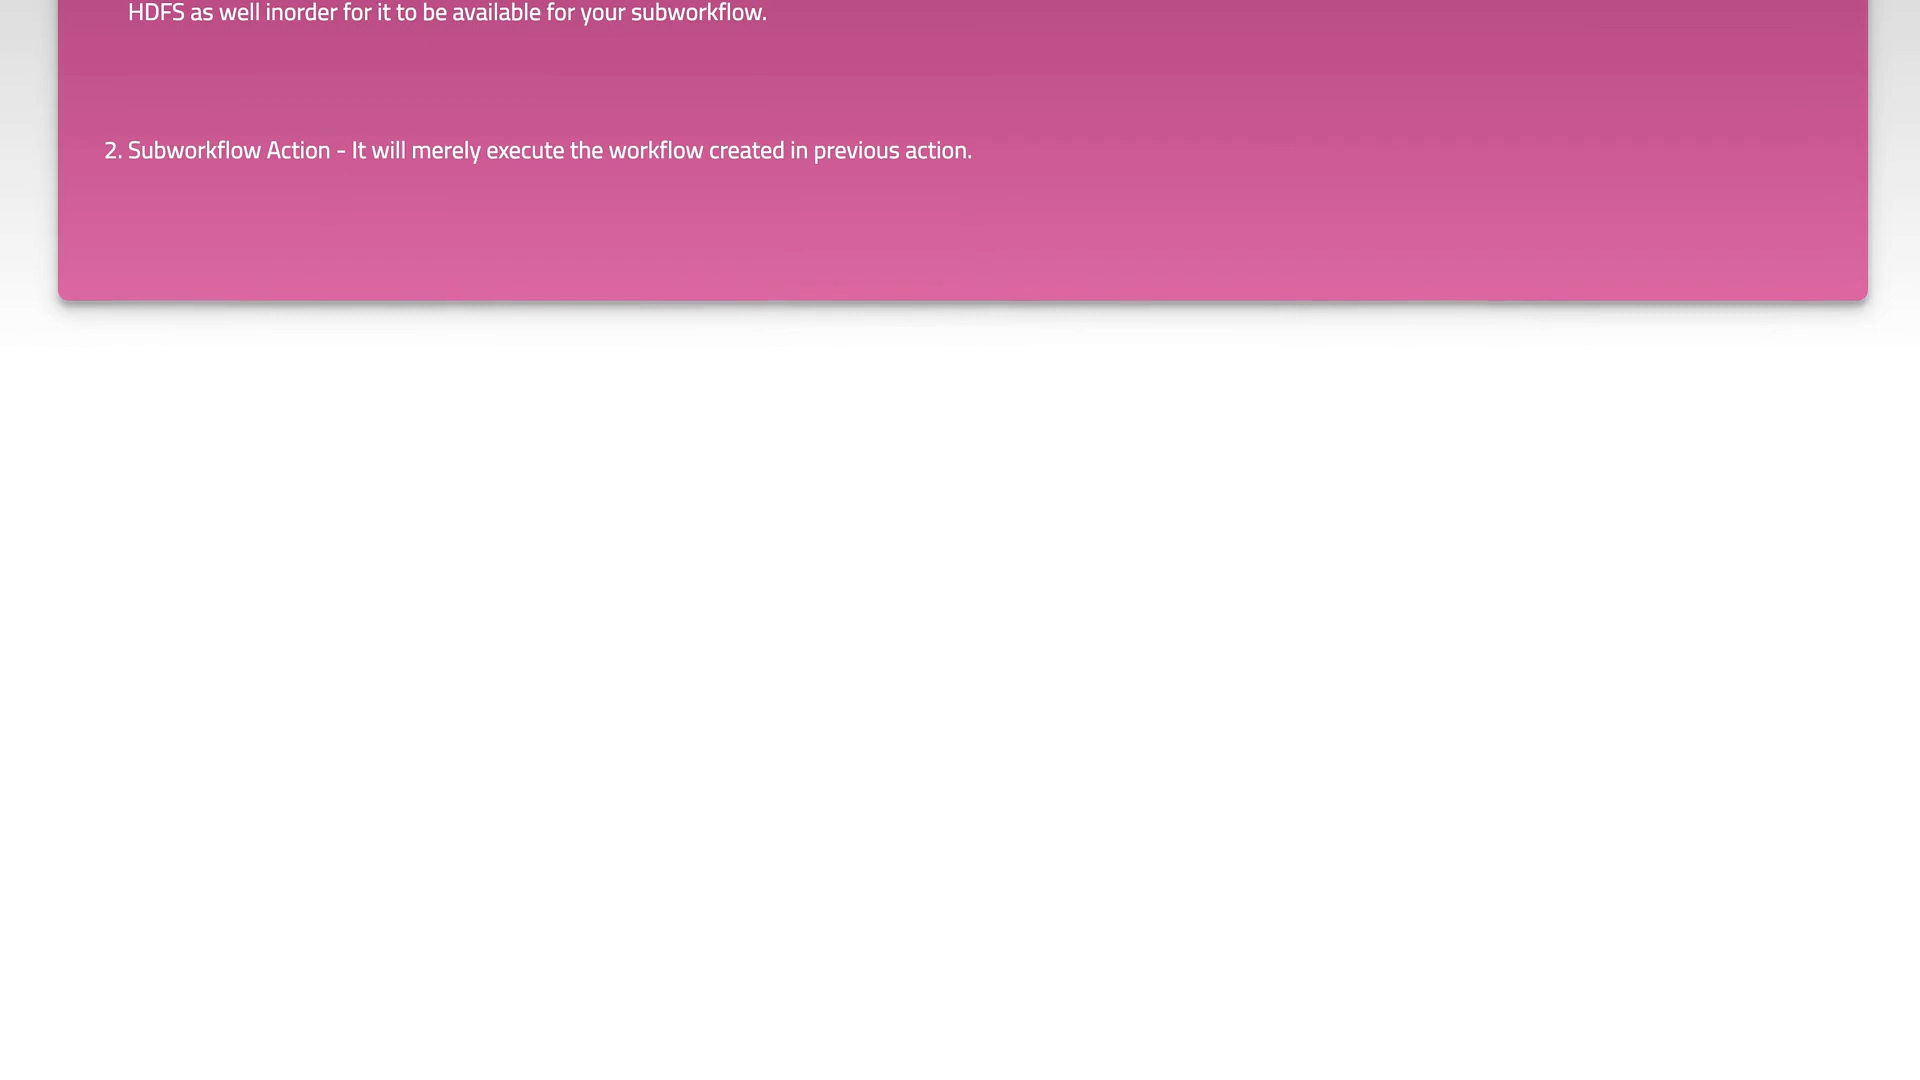 HDFS as well inorder for it to be available for your subworkflow.
2. Subworkflow Action - It will merely execute the workflow created in previous action.